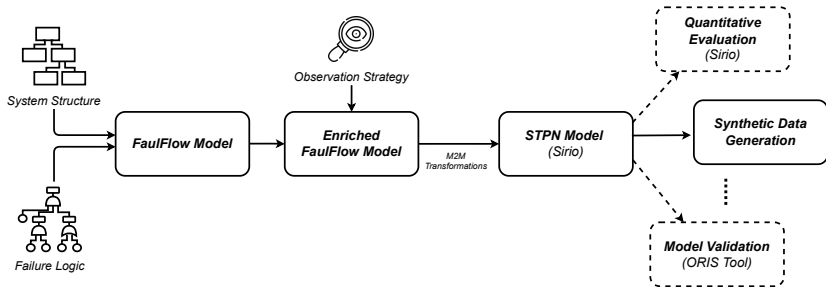 System Structure
Failure Logic
FaulFlow Model
Observation Strategy
Enriched
FaulFlow Model
M2M
Transformations
STPN Model
(Sirio)
Quantitative
Evaluation
(Sirio)
Synthetic Data
Generation
Model Validation
(ORIS Tool)